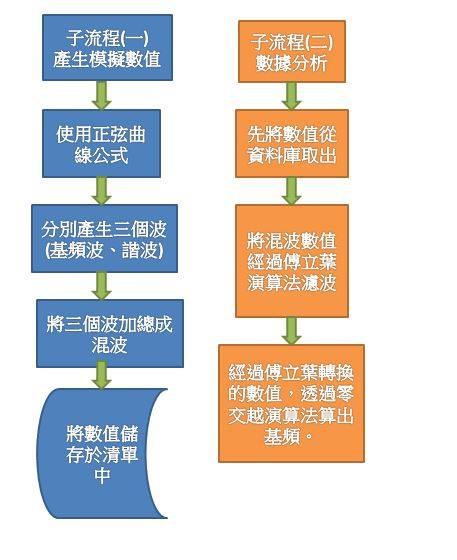 子流程(一)
產生模擬數值
使用正弦曲
線公式
分別產生三個波
(基頻波、諧波)
將三個波加總成
混波
將數值儲
存於清單
中
子流程(二)
數據分析
先將數值從
資料庫取出
將混波數值
經過傅立葉
演算法濾波
經過傅立葉轉換
的數值，透過零
交越演算法算出
基頻。